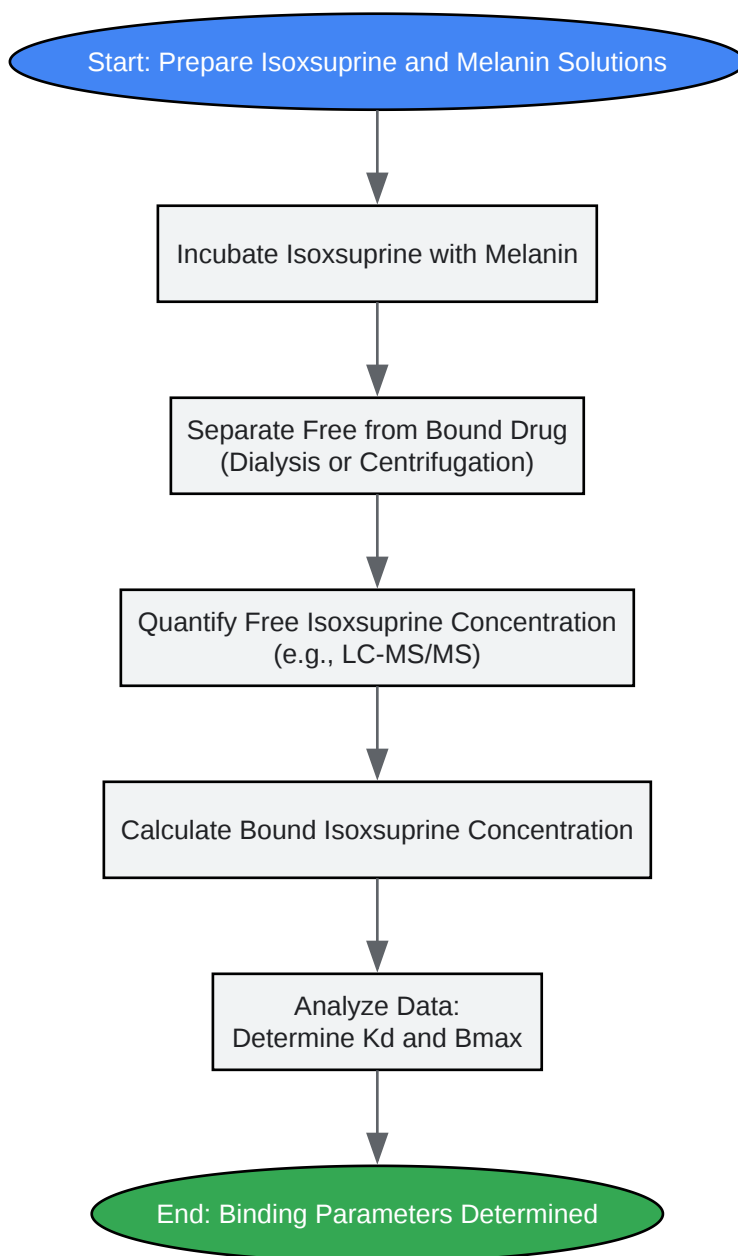 Start: Prepare Isoxsuprine and Melanin Solutions
Incubate Isoxsuprine with Melanin
Separate Free from Bound Drug
(Dialysis or Centrifugation)
Quantify Free Isoxsuprine Concentration
(e.g., LC-MS/MS)
Calculate Bound Isoxsuprine Concentration
Analyze Data:
Determine Kd and Bmax
End: Binding Parameters Determined